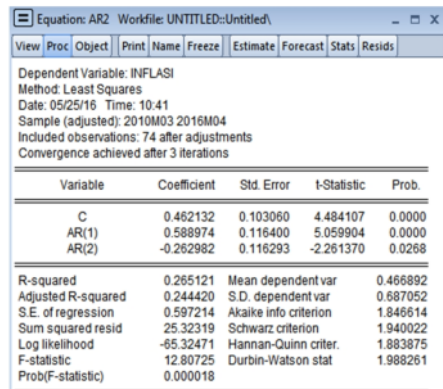 Equation: AR2 Workfile: UNTITLED::Untitled\
View Proc Object Print Name Freeze Estimate Forecast Stats Resids
Dependent Variable: INFLASI
Method: Least Squares
Date: 05/25/16 Time: 10:41
Sample (adjusted): 2010M03 2016M04
Included observations: 74 after adjustments
Convergence achieved after 3 iterations
Variable Coefficient Std. Error t-Statistic Prob.
C 0.462132 0.103060 4.484107 0.0000
AR(1) 0.588974 0.116400 5.059904 0.0000
AR(2) -0.262982 0.116293 -2.261370 0.0268
R-squared 0.265121 Mean dependent var 0.466892
Adjusted R-squared 0.244420 S.D. dependent var 0.687052
S.E. of regression 0.597214 Akaike info criterion 1.846614
Sum squared resid 25.32319 Schwarz criterion 1.940022
Log likelihood -65.32471 Hannan-Quinn criter. 1.883875
F-statistic 12.80725 Durbin-Watson stat 1.988261
Prob(F-statistic) 0.000018